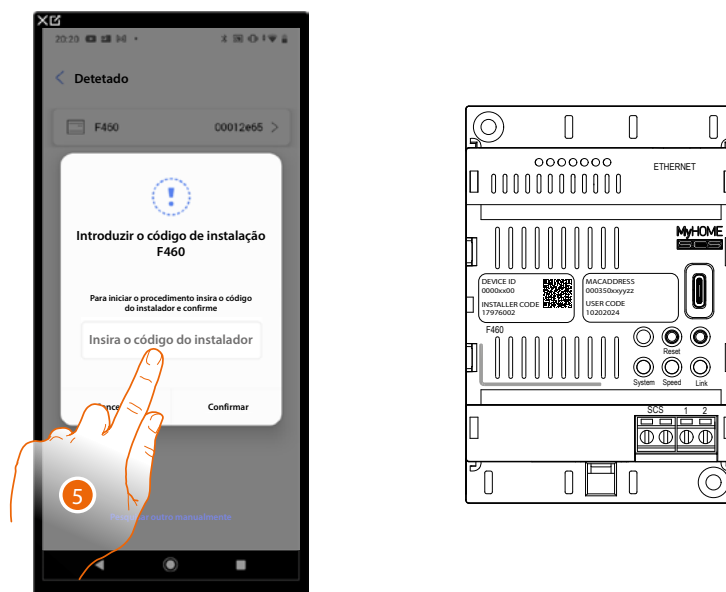 20:20
Detetado
F460 00012e65 >
Introduzir o código de instalação
F460
Para iniciar o procedimento insira o código
do instalador e confirme
Insira o código do instalador
Confirmar
5
ETHERNET
MyHOME
SCS
DEVICE ID
0000xx00
INSTALLER CODE
17976002
MACADDRESS
000350xxyyzz
USER CODE
10202024
F460
Reset
System Speed Link
SCS 1 2